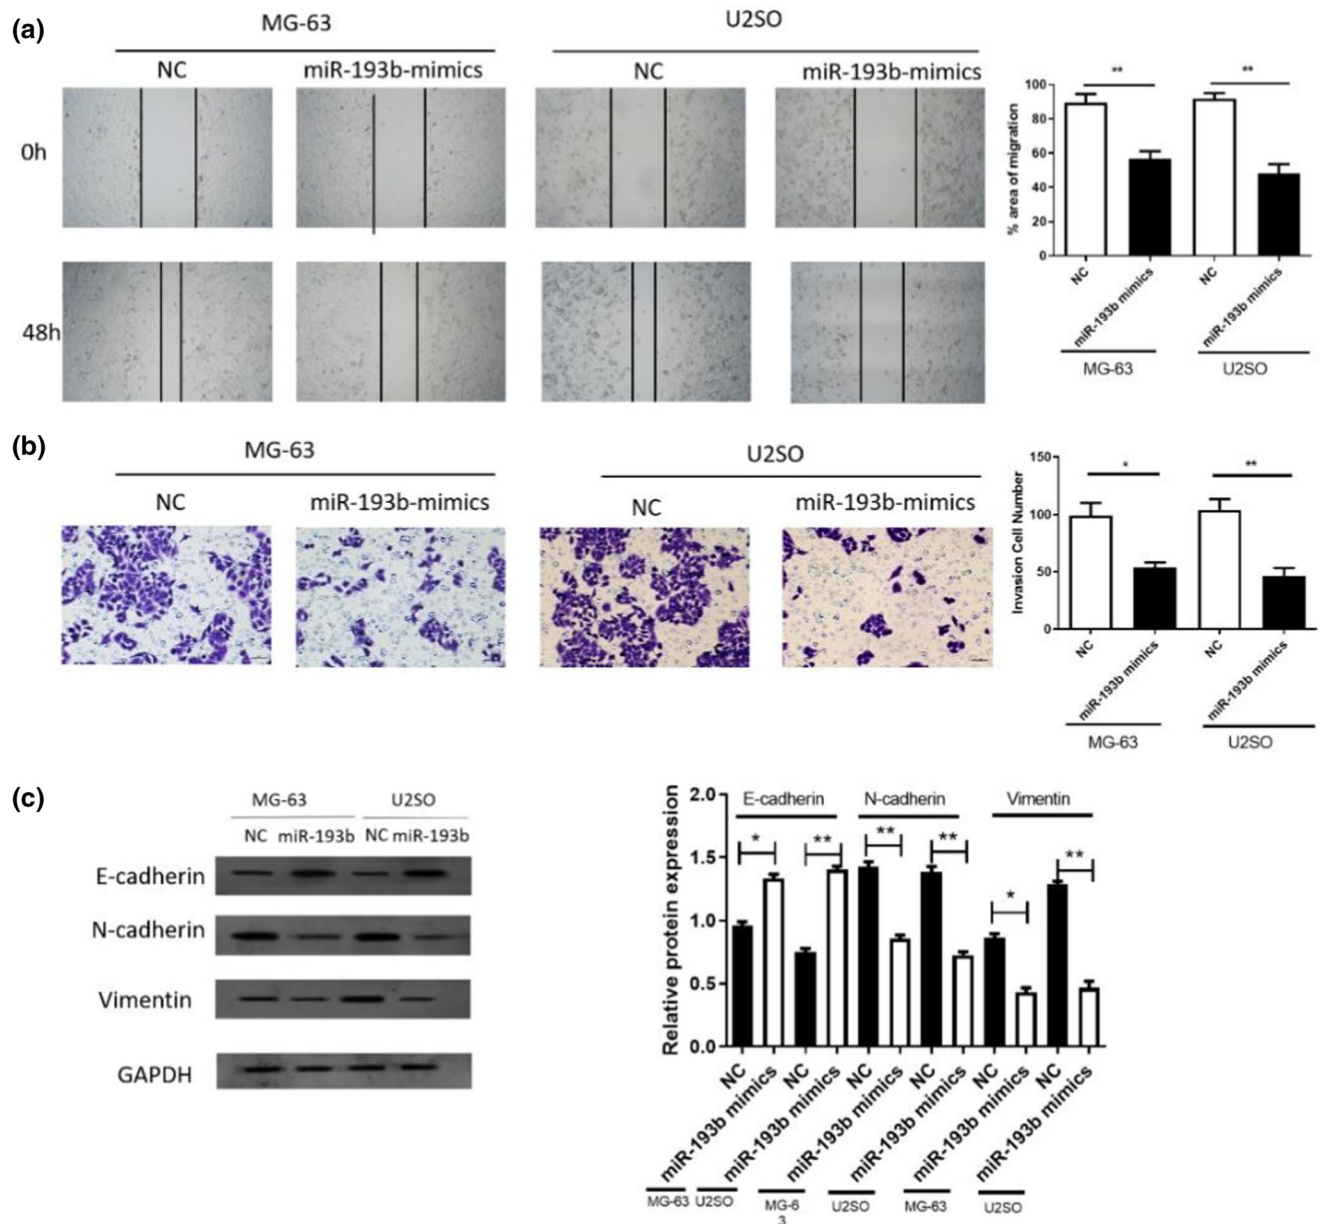 (a)
MG-63
U2SO
NC
miR-193b-mimics
NC
miR-193b-mimics
0h
48h
% area of migration
100
80
60
40
20
0
**
**
NC
miR-193b mimics
NC
miR-193b mimics
MG-63
U2SO
(b)
MG-63
U2SO
NC
miR-193b-mimics
NC
miR-193b-mimics
Invasion Cell Number
150
100
50
0
*
**
NC
miR-193b mimics
NC
miR-193b mimics
MG-63
U2SO
(c)
MG-63
U2SO
NC miR-193b NC miR-193b
E-cadherin
N-cadherin
Vimentin
GAPDH
Relative protein expression
2.0
1.5
1.0
0.5
0.0
E-cadherin
N-cadherin
Vimentin
*
**
**
**
*
**
NC
miR-193b mimics
NC
miR-193b mimics
NC
miR-193b mimics
NC
miR-193b mimics
NC
miR-193b mimics
NC
miR-193b mimics
MG-63
U2SO
MG-6
3
U2SO
MG-63
U2SO